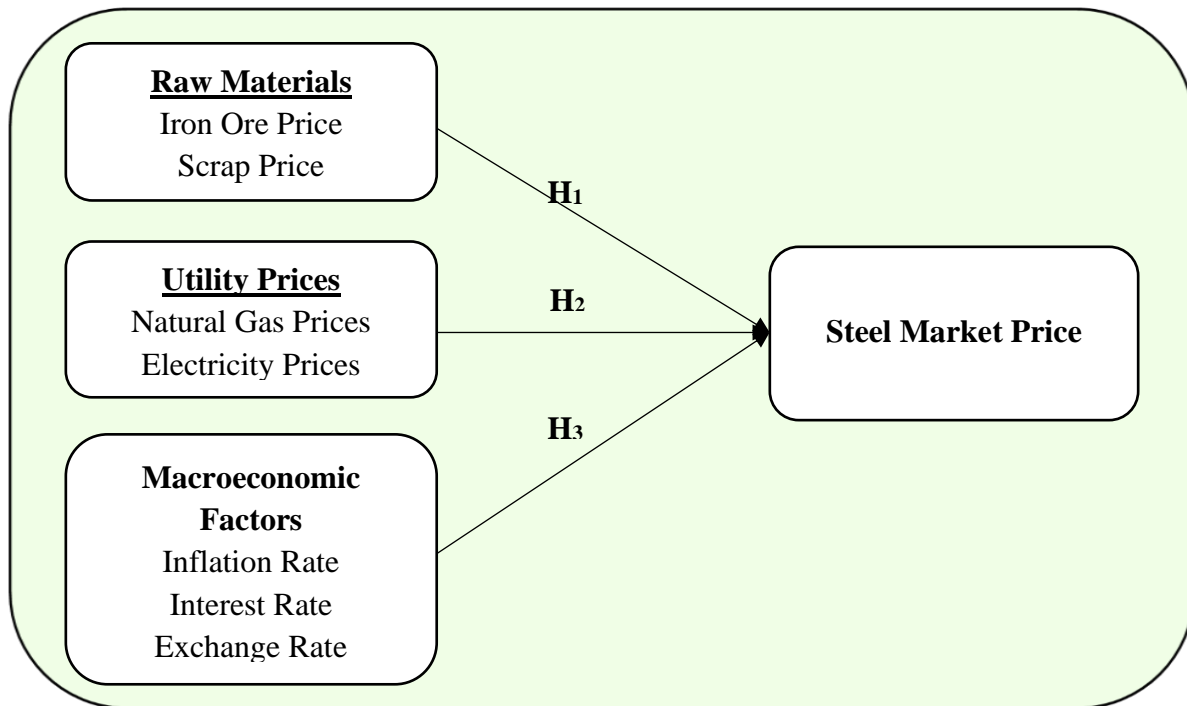 Raw Materials
Iron Ore Price
Scrap Price
H1
Utility Prices
Natural Gas Prices
Electricity Prices
H2
Steel Market Price
H3
Macroeconomic
Factors
Inflation Rate
Interest Rate
Exchange Rate